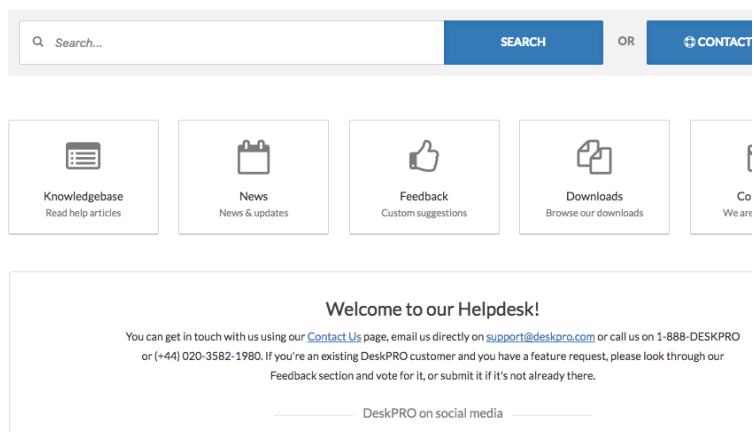 Search...
SEARCH
OR
CONTACT
Knowledgebase
Read help articles
News
News & updates
Feedback
Custom suggestions
Downloads
Browse our downloads
Co
We are
Welcome to our Helpdesk!
You can get in touch with us using our Contact Us page, email us directly on support@deskpro.com or call us on 1-888-DESKPRO
or (+44) 020-3582-1980. If you're an existing DeskPRO customer and you have a feature request, please look through our
Feedback section and vote for it, or submit it if it's not already there.
DeskPRO on social media